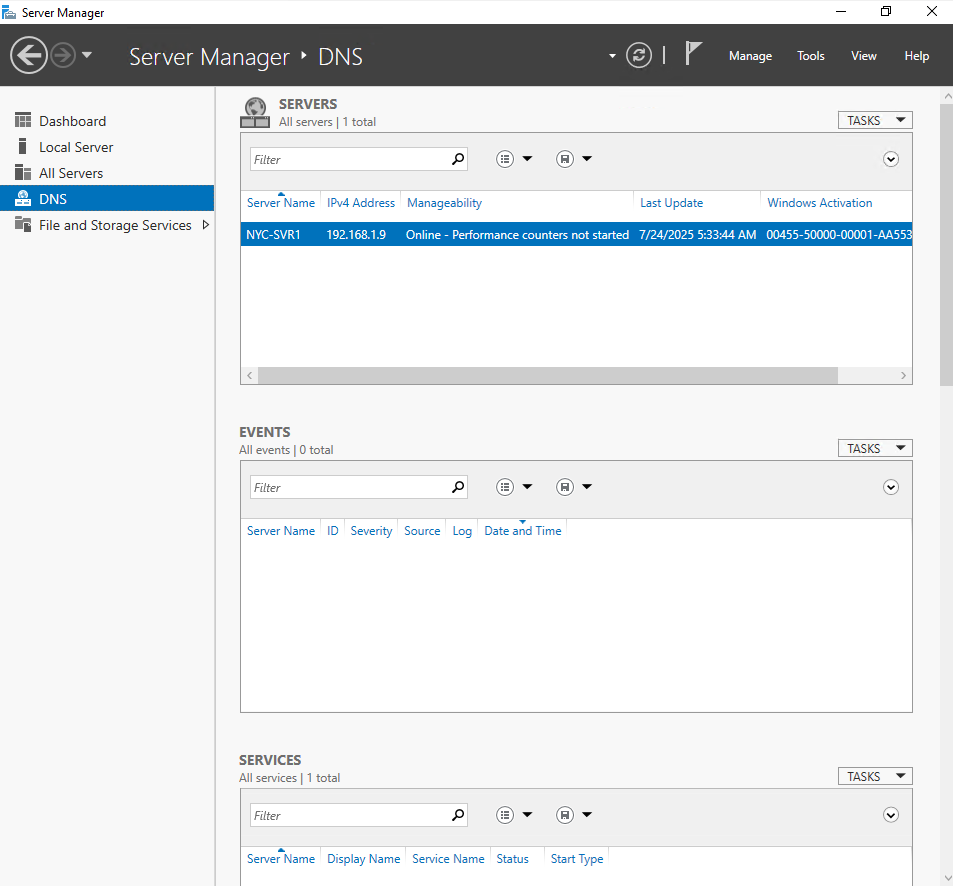 Server Manager
Server Manager DNS
Manage Tools View Help
Dashboard
Local Server
All Servers
DNS
File and Storage Services
SERVERS
All servers | 1 total
TASKS
Filter
Server Name IPv4 Address Manageability Last Update Windows Activation
NYC-SVR1 192.168.1.9 Online - Performance counters not started 7/24/2025 5:33:44 AM 00455-50000-00001-AA553
EVENTS
All events | 0 total
TASKS
Filter
Server Name ID Severity Source Log Date and Time
SERVICES
All services | 1 total
TASKS
Filter
Server Name Display Name Service Name Status Start Type